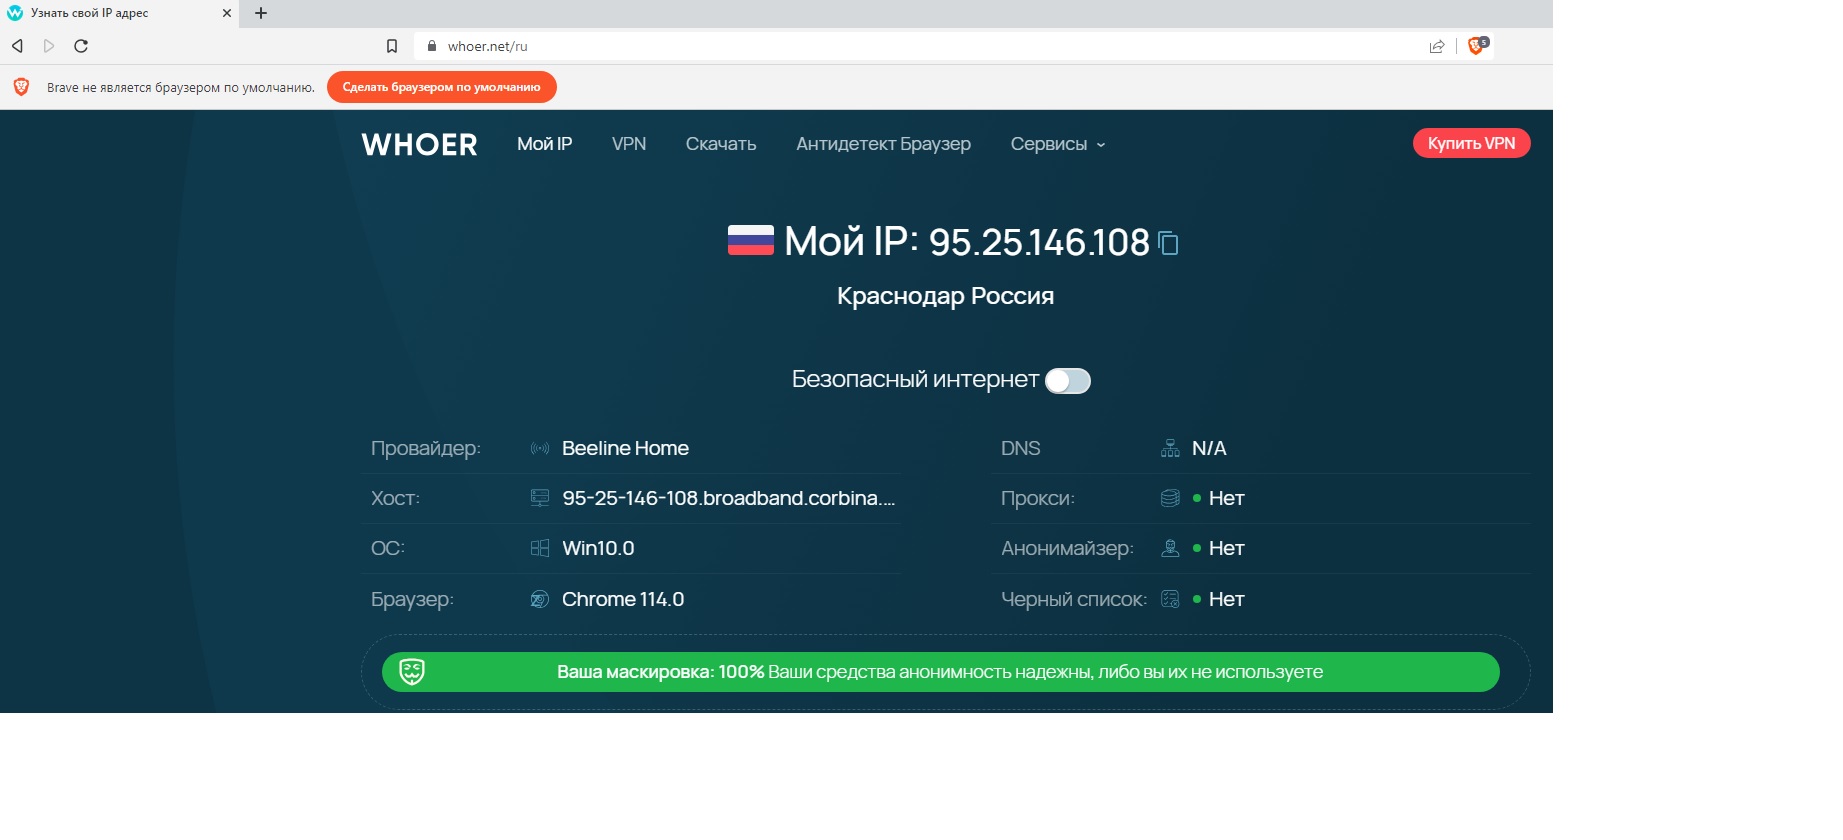 Узнать свой IP адрес
whoer.net/ru
5
Brave не является браузером по умолчанию. Сделать браузером по умолчанию
WHOER Мой IP VPN Скачать Антидетект Браузер Сервисы Купить VPN
Мой IP: 95.25.146.108
Краснодар Россия
Безопасный интернет
Провайдер: Beeline Home DNS N/A
Хост: 95-25-146-108.broadband.corbina.... Прокси: Нет
ОС: Win10.0 Анонимайзер: Нет
Браузер: Chrome 114.0 Черный список: Нет
Ваша маскировка: 100% Ваши средства анонимность надежны, либо вы их не используете